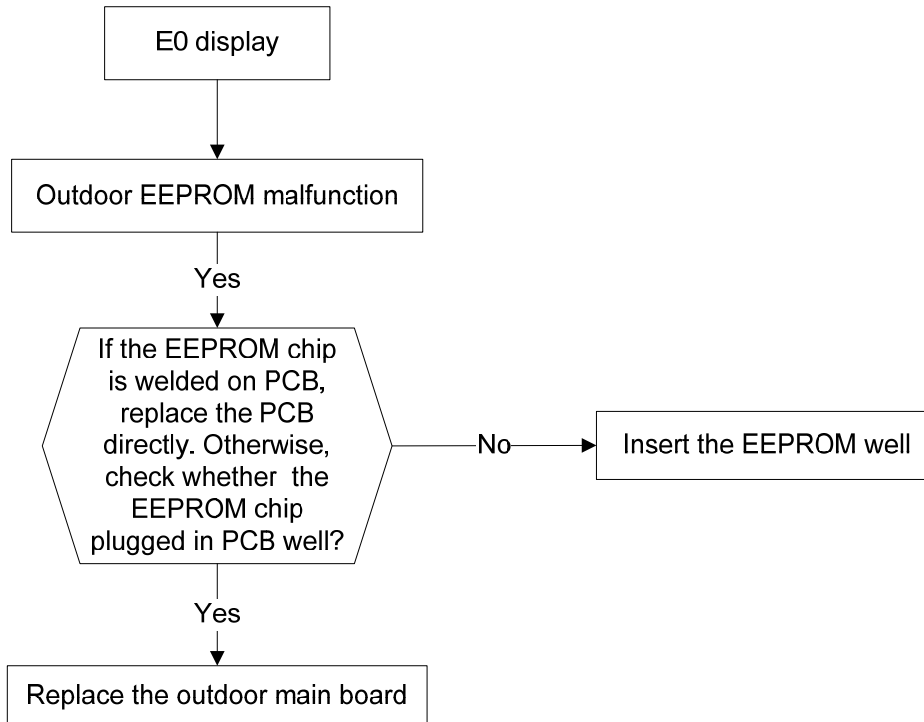 E0 display
Outdoor EEPROM malfunction
Yes
If the EEPROM chip
is welded on PCB,
replace the PCB
directly. Otherwise,
check whether the
EEPROM chip
plugged in PCB well?
No
Insert the EEPROM well
Yes
Replace the outdoor main board